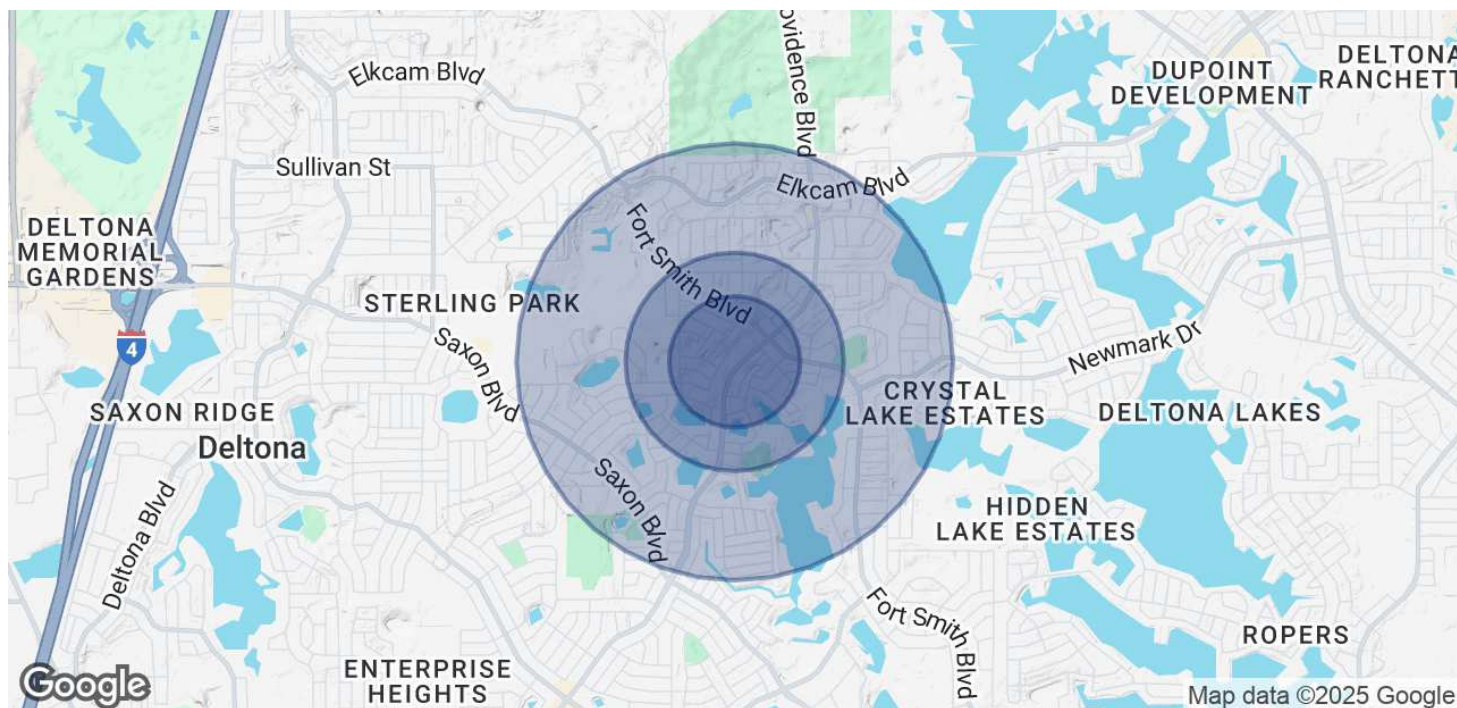 ovidence Blvd
Elkcam Blvd
DUPOINT
DEVELOPMENT
DELTONA
RANCHETT
Sullivan St
Elkcam Blvd
DELTONA
MEMORIAL
GARDENS
Fort Smith Blvd
STERLING PARK
4
Saxon Blvd
Newmark Dr
SAXON RIDGE
CRYSTAL
LAKE ESTATES
DELTONA LAKES
Deltona
Saxon Blvd
Deltona Blvd
HIDDEN
LAKE ESTATES
Fort Smith Blvd
ROPERS
ENTERPRISE
HEIGHTS
Google
Map data ©2025 Google